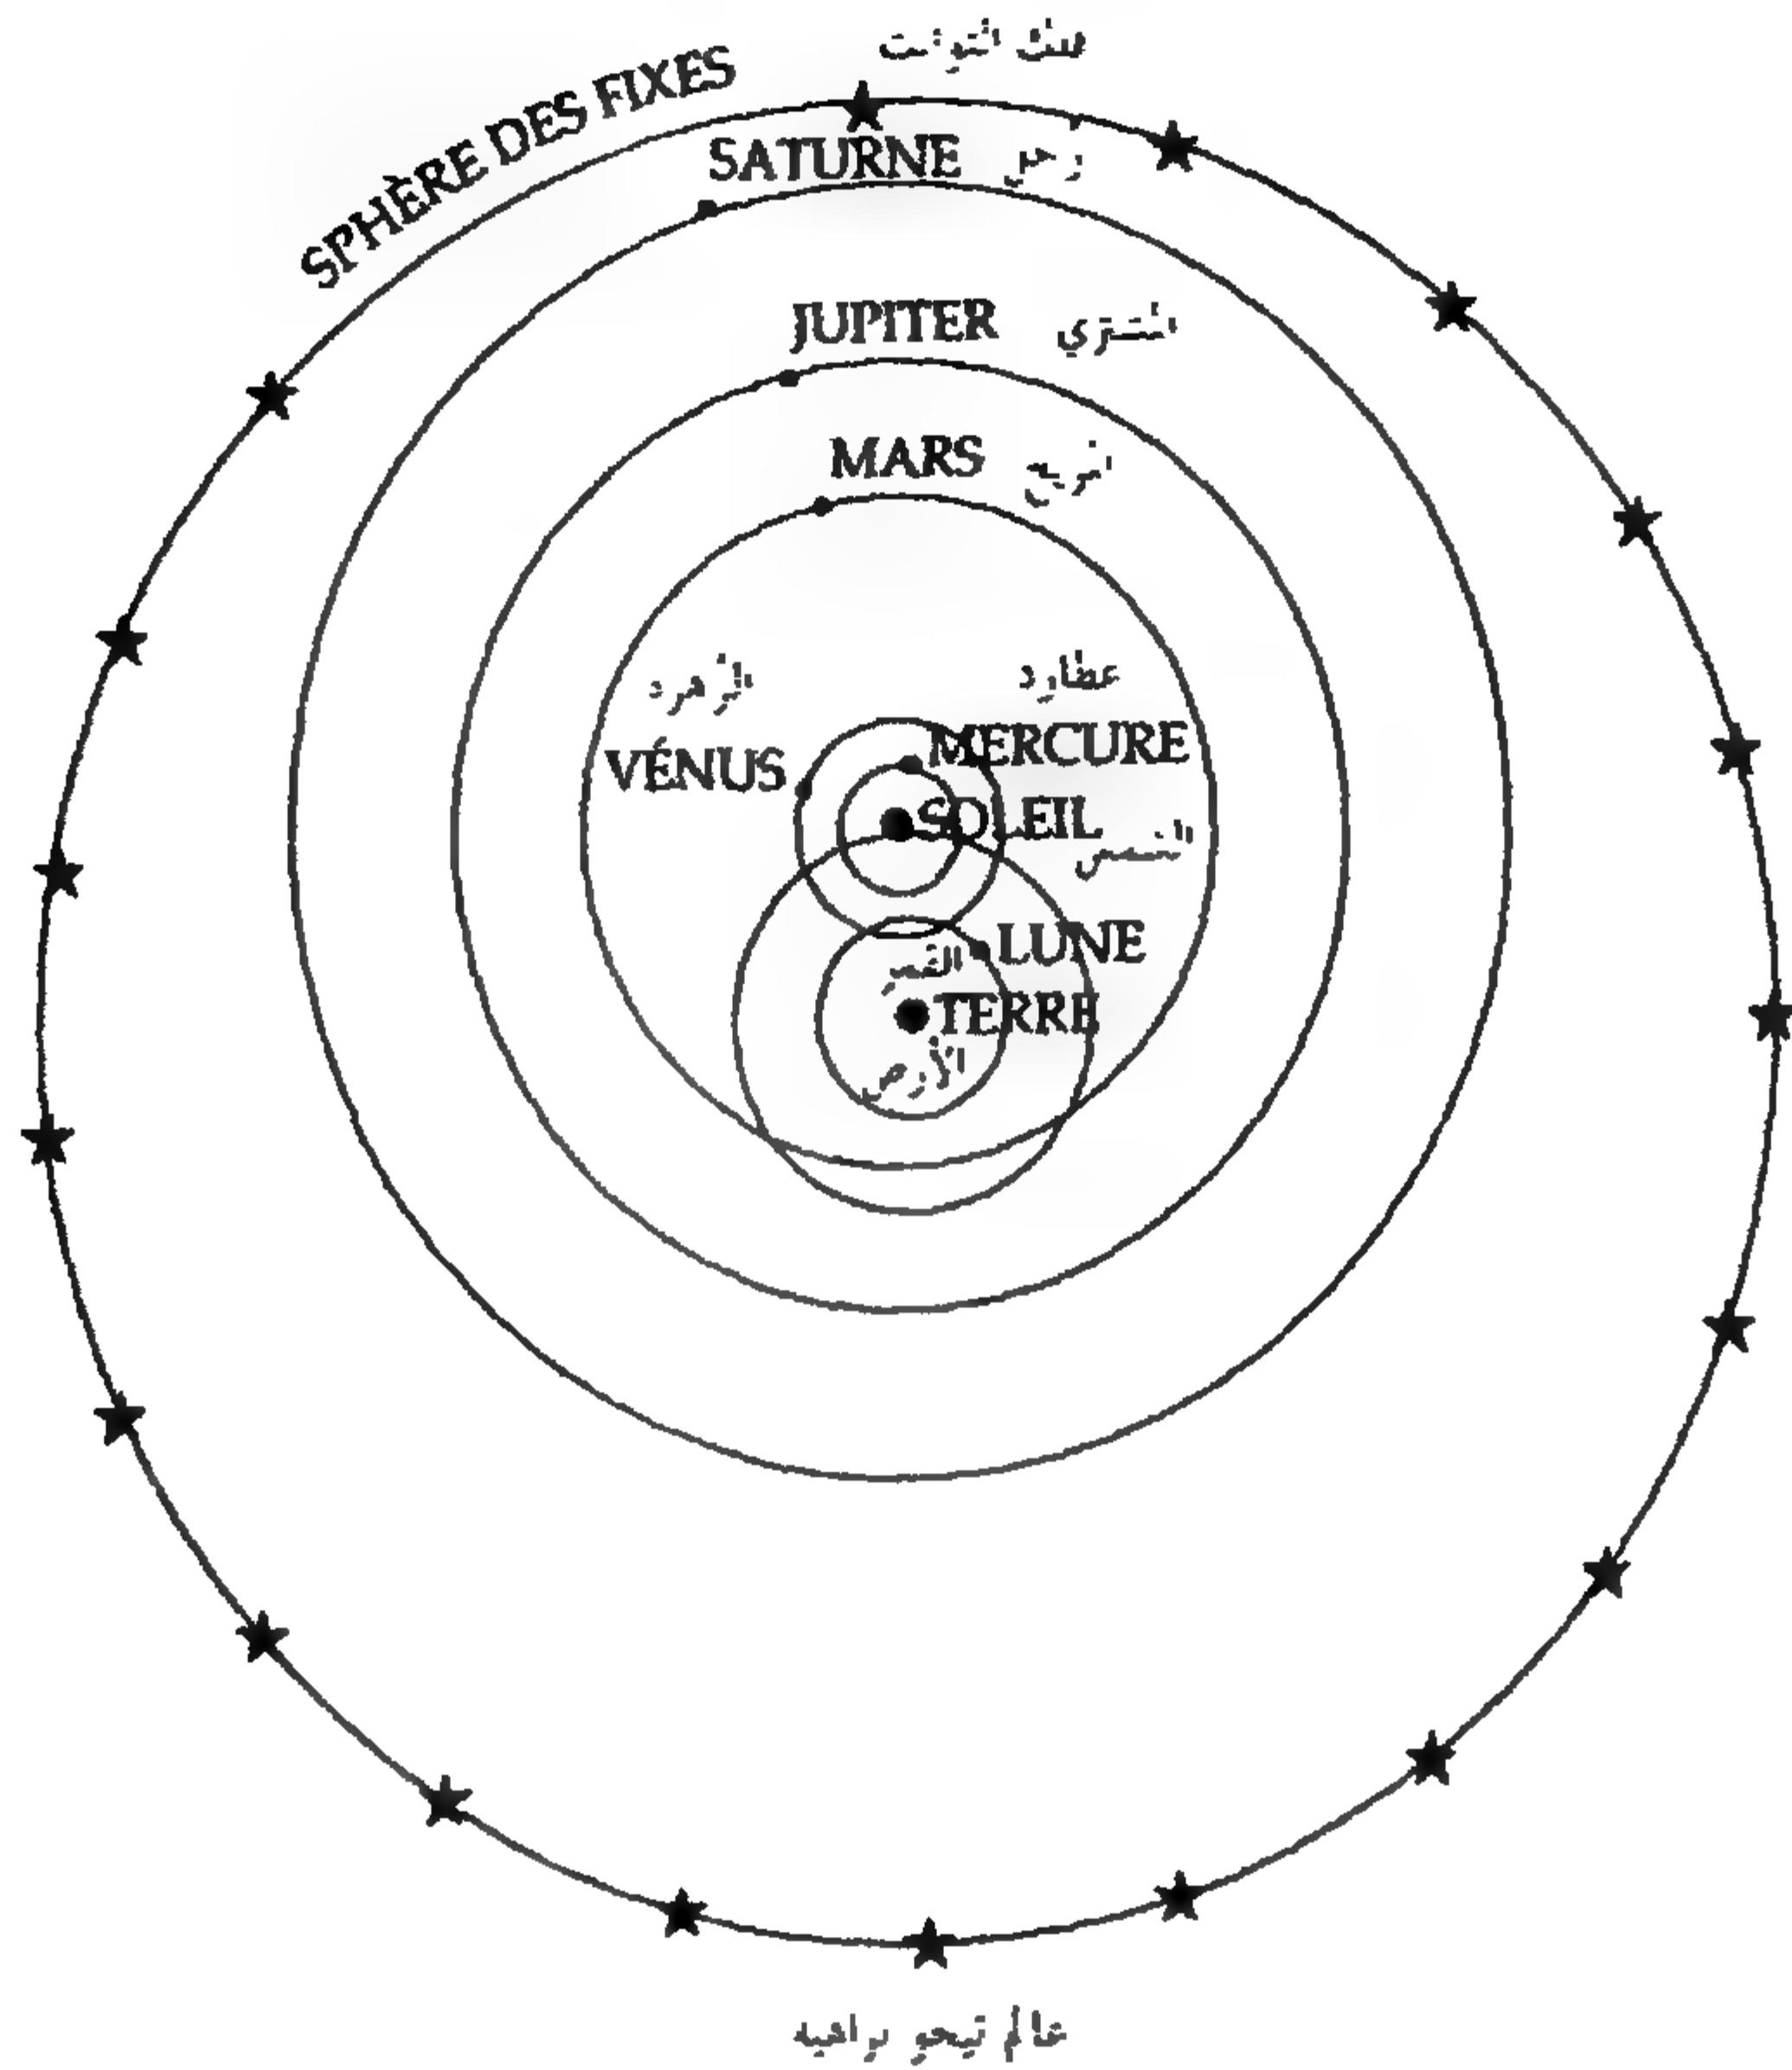 فلك الثوابت
SPHÈRE DES FIXES
SATURNE زحل
JUPITER المشتري
MARS المريخ
الزهرة عطارد
MERCURE
VÉNUS
SOLEIL
الشمس
LUNE
القمر
TERRE
الأرض
عالم تيخو براهيه